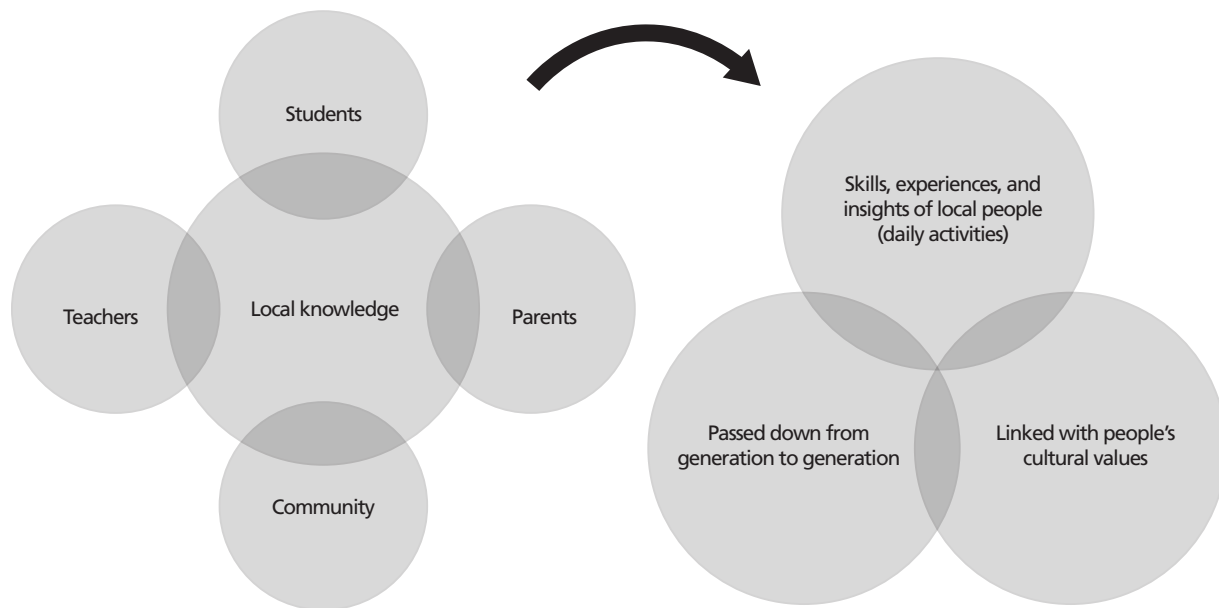 Students
Teachers
Local knowledge
Parents
Community
Skills, experiences, and
insights of local people
(daily activities)
Passed down from
generation to generation
Linked with people's
cultural values